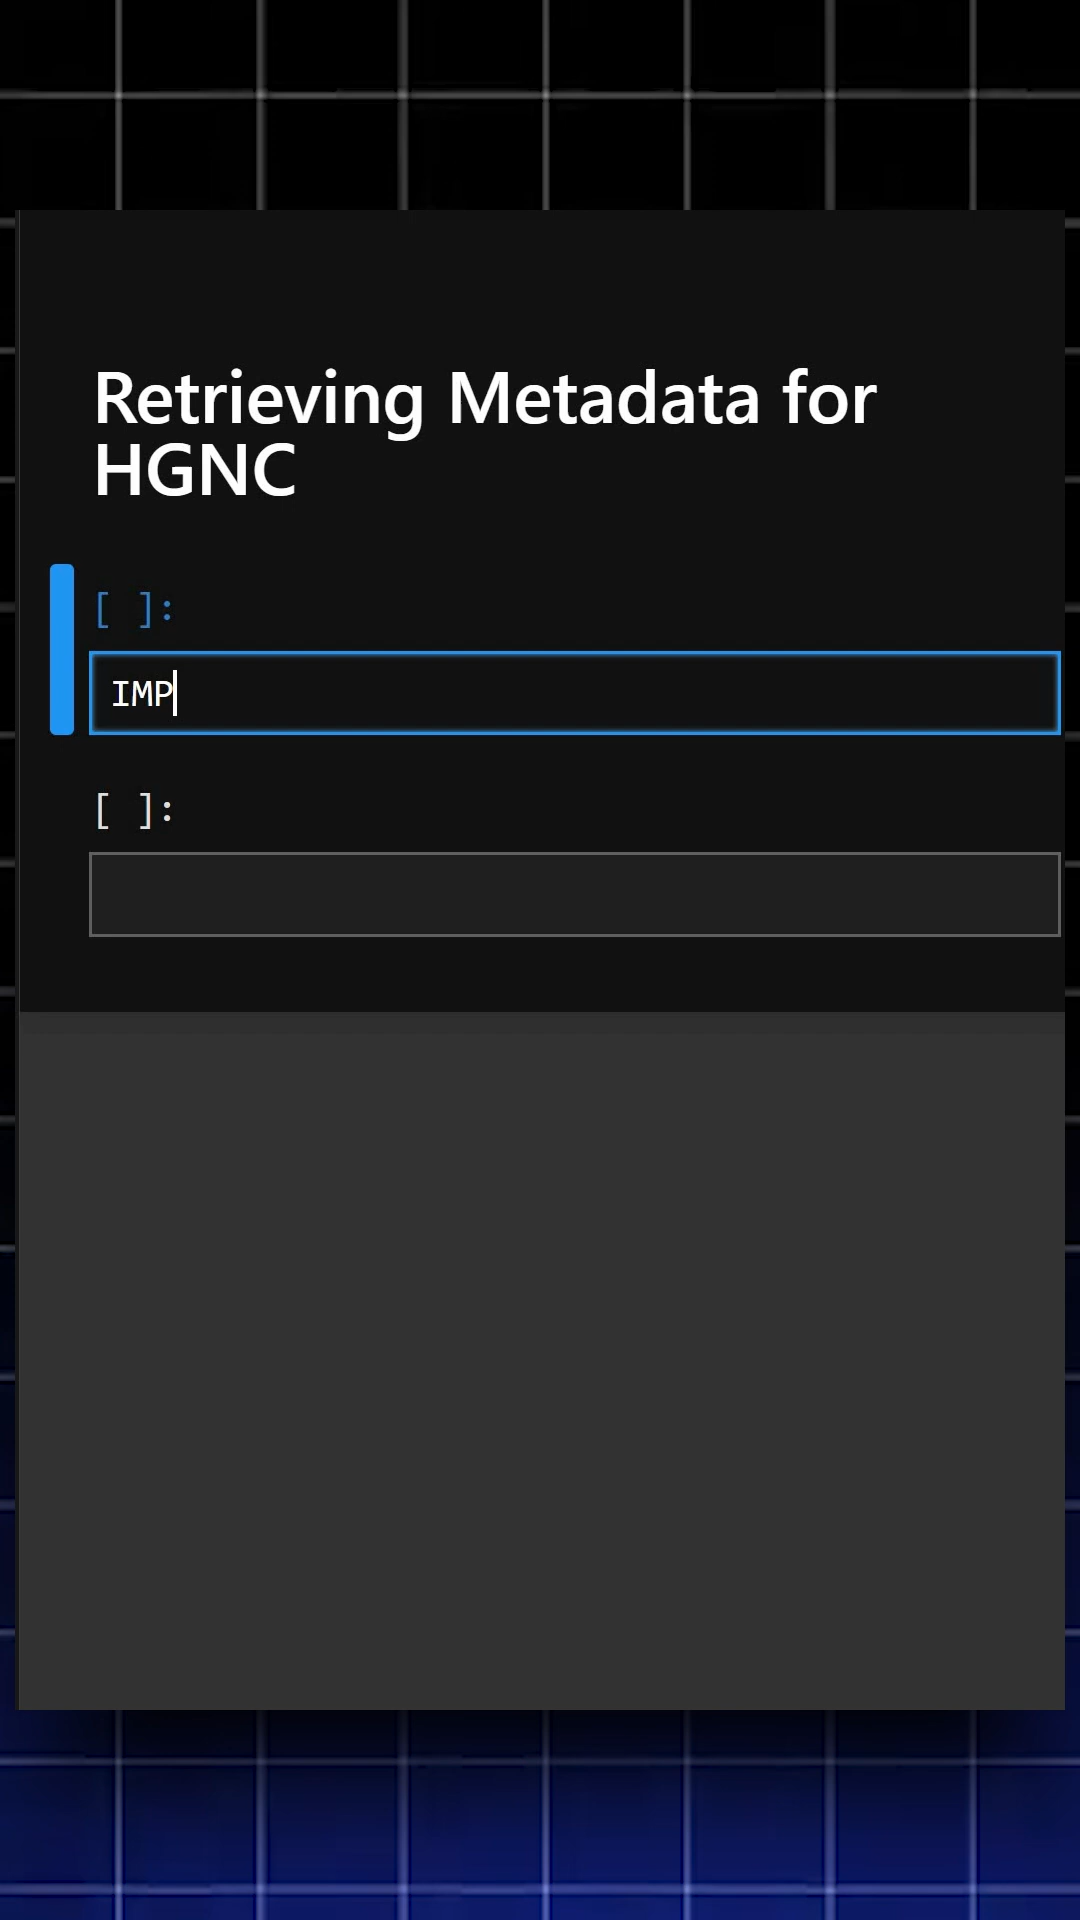 Retrieving Metadata for
HGNC
[ ]:
IMP
[ ]: